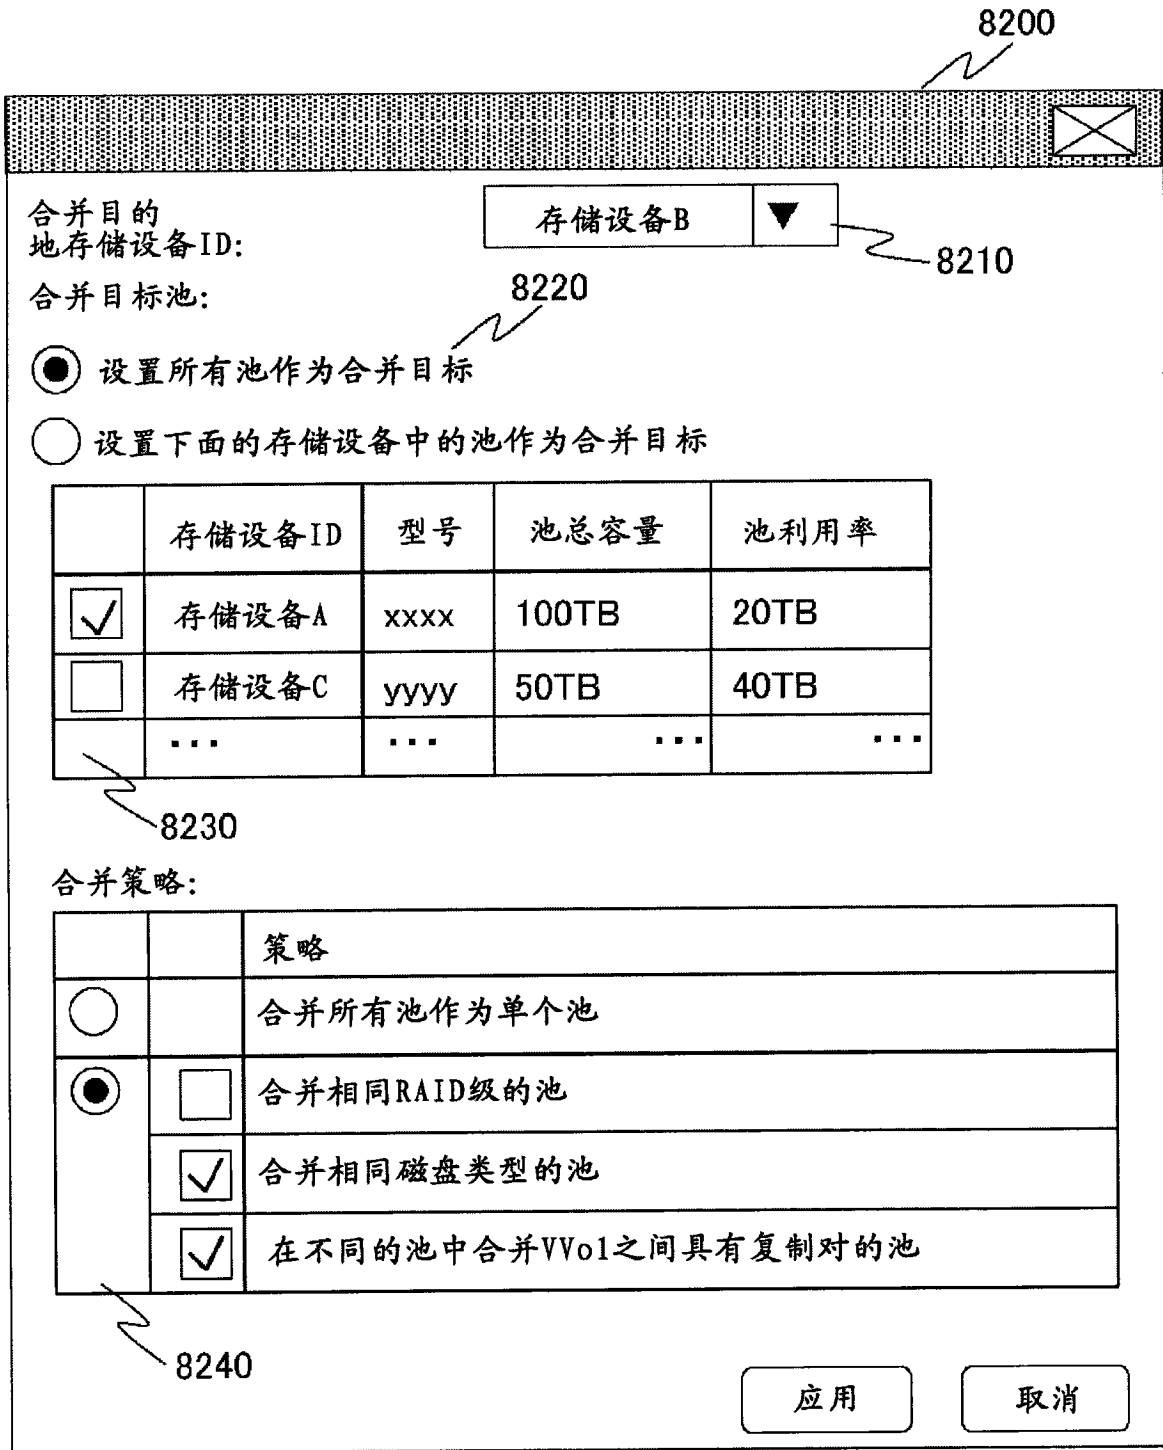 8200
合并目的
地存储设备ID:
存储设备B
8210
合并目标池:
8220
设置所有池作为合并目标
设置下面的存储设备中的池作为合并目标
存储设备ID 型号 池总容量 池利用率
存储设备A xxxx 100TB 20TB
存储设备C yyyy 50TB 40TB
... ... ... ...
8230
合并策略:
策略
合并所有池作为单个池
合并相同RAID级的池
合并相同磁盘类型的池
在不同的池中合并VVol之间具有复制对的池
8240
应用 取消